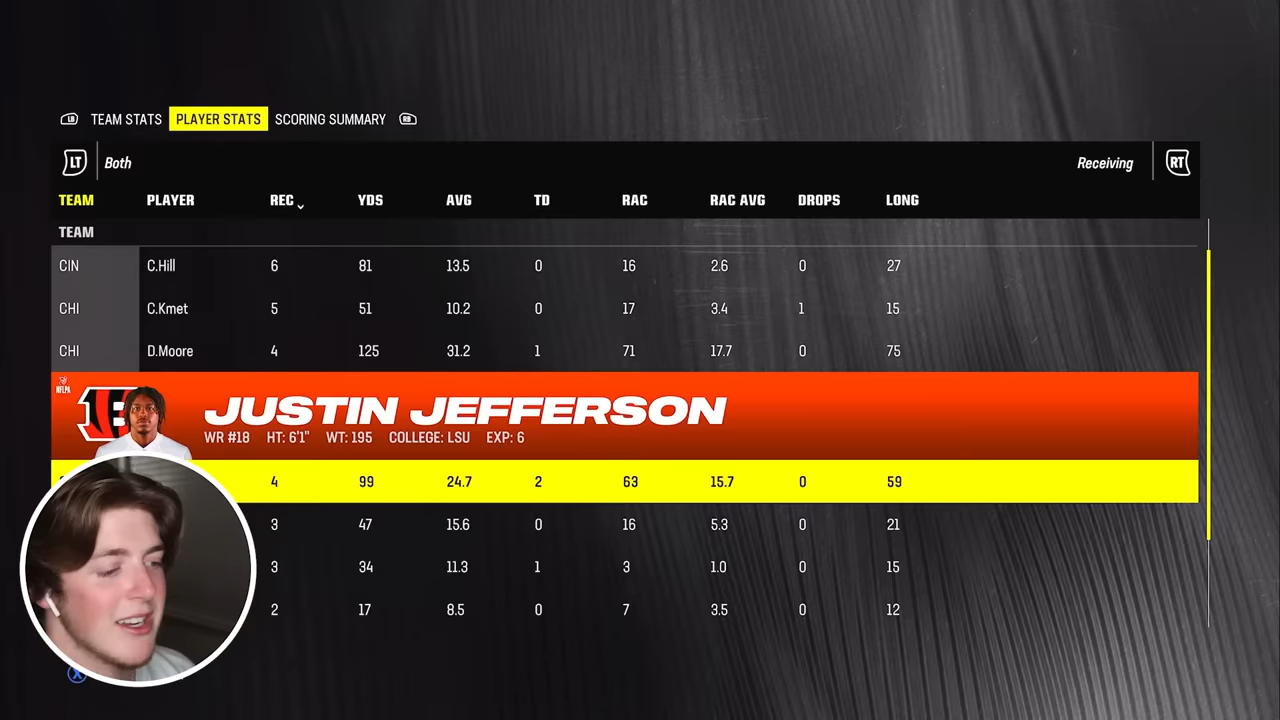 LB TEAM STATS PLAYER STATS SCORING SUMMARY RB
LT Both Receiving RT
TEAM PLAYER REC YDS AVG TD RAC RAC AVG DROPS LONG
TEAM
CIN C.Hill 6 81 13.5 0 16 2.6 0 27
CHI C.Kmet 5 51 10.2 0 17 3.4 1 15
CHI D.Moore 4 125 31.2 1 71 17.7 0 75
NFLPA
JUSTIN JEFFERSON
WR #18 HT: 6'1" WT: 195 COLLEGE: LSU EXP: 6
4 99 24.7 2 63 15.7 0 59
3 47 15.6 0 16 5.3 0 21
3 34 11.3 1 3 1.0 0 15
2 17 8.5 0 7 3.5 0 12
X